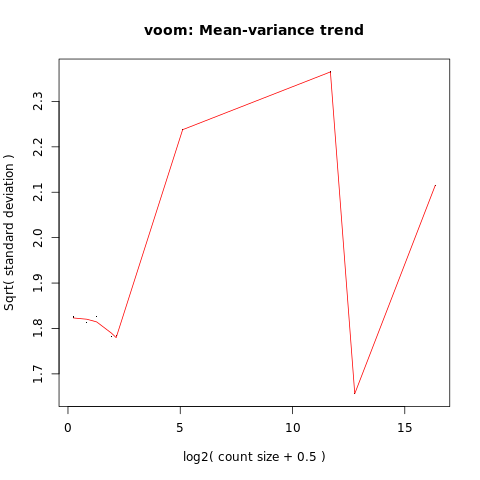 voom: Mean-variance trend
Sqrt( standard deviation )
2.3
2.2
2.1
2.0
1.9
1.8
1.7
0 5 10 15
log2( count size + 0.5 )